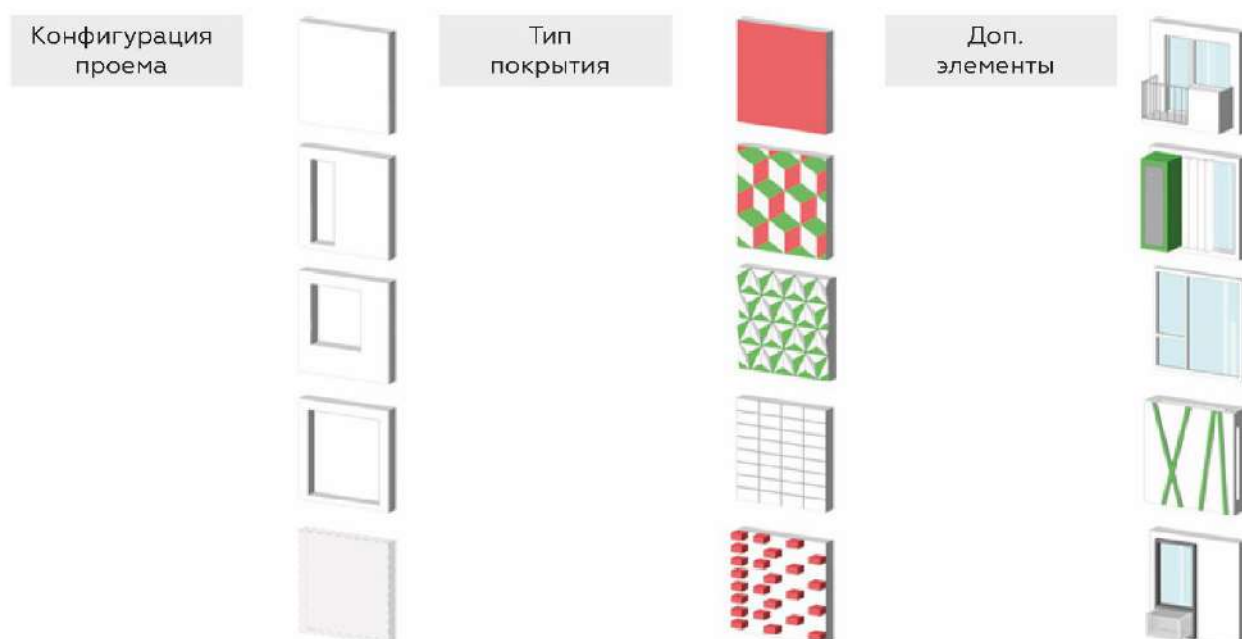 Конфигурация
проема
Тип
покрытия
Доп.
элементы